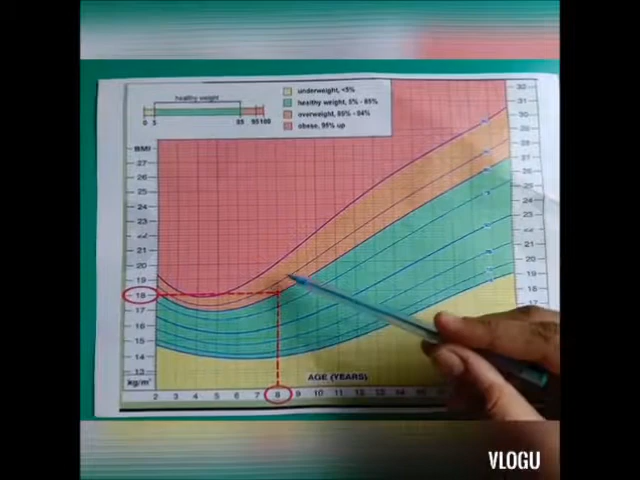 healthy weight
0 5 85 95 100
underweight, <5%
healthy weight, 5% - 85%
overweight, 85% - 94%
obese, 95% up
BMI
27
26
25
24
23
22
21
20
19
18
17
16
15
14
13
kg/m²
32
31
30
29
28
27
26
25
24
23
22
21
20
19
18
17
2 3 4 5 6 7 8 9 10 11 12 13 14 15
AGE (YEARS)
VLOGU